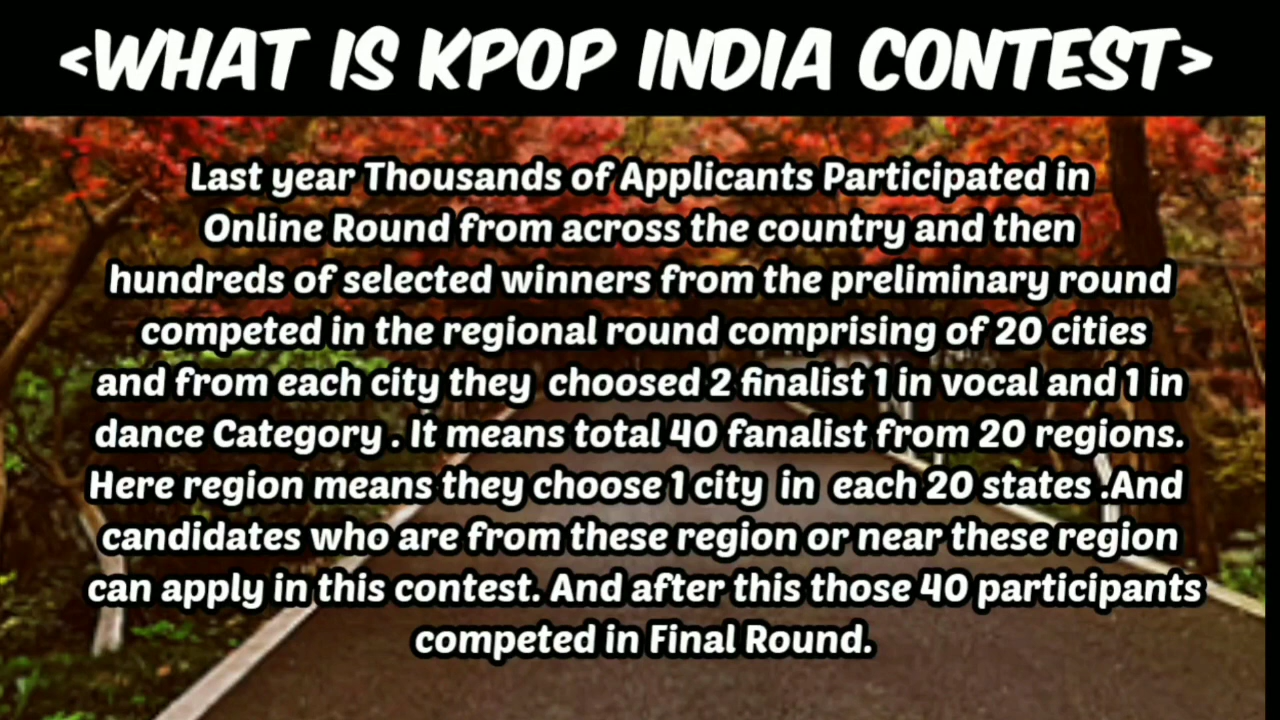 <WHAT IS KPOP INDIA CONTEST>
Last year Thousands of Applicants Participated in
Online Round from across the country and then
hundreds of selected winners from the preliminary round
competed in the regional round comprising of 20 cities
and from each city they choosed 2 finalist 1 in vocal and 1 in
dance Category . It means total 40 fanalist from 20 regions.
Here region means they choose 1 city in each 20 states .And
candidates who are from these region or near these region
can apply in this contest. And after this those 40 participants
competed in Final Round.